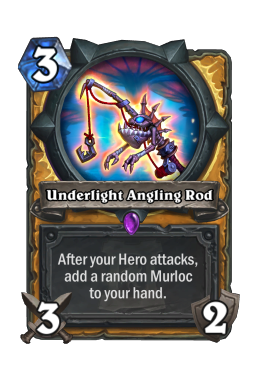 3
Underlight Angling Rod
After your Hero attacks,
add a random Murloc
to your hand.
3
2